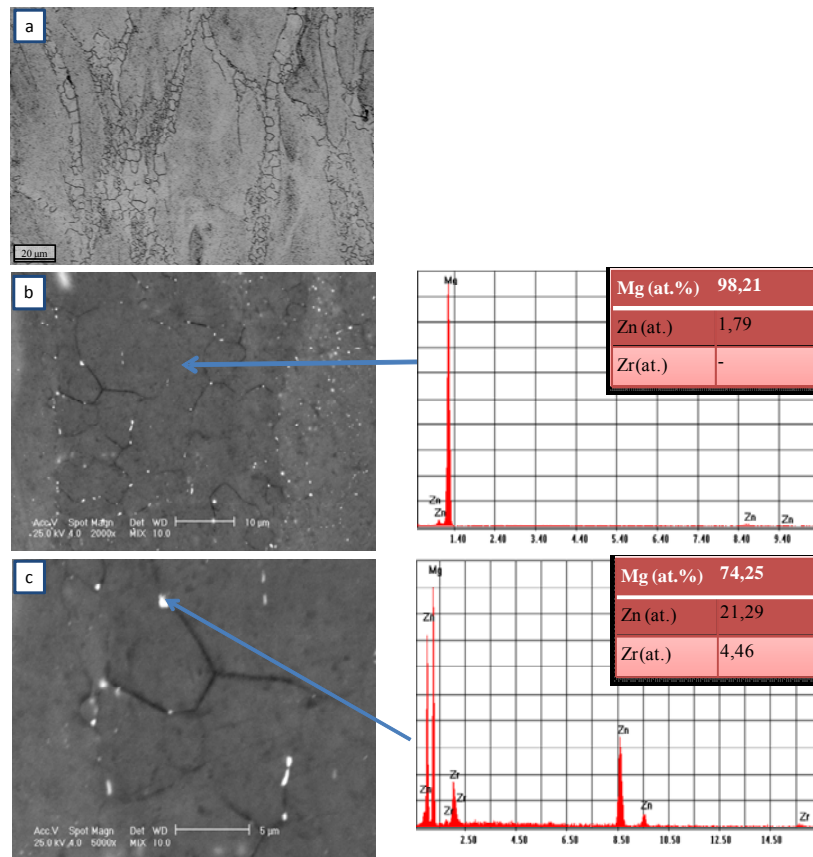 a
20 µm
b
Acc.V Spot Magn Det WD 10 µm
25.0 kV 4.0 2000x MIX 10.0
Mg
Zn
Zn
Zn
Zn
1.40 2.40 3.40 4.40 5.40 6.40 7.40 8.40 9.40
Mg (at.%) 98,21
Zn (at.) 1,79
Zr(at.) -
c
Acc.V Spot Magn Det WD 5 µm
25.0 kV 4.0 5000x MIX 10.0
Mg
Zn
Zn
Zr
Zr
Zr
Zn
Zn
Zr
2.50 4.50 6.50 8.50 10.50 12.50 14.50
Mg (at.%) 74,25
Zn (at.) 21,29
Zr(at.) 4,46